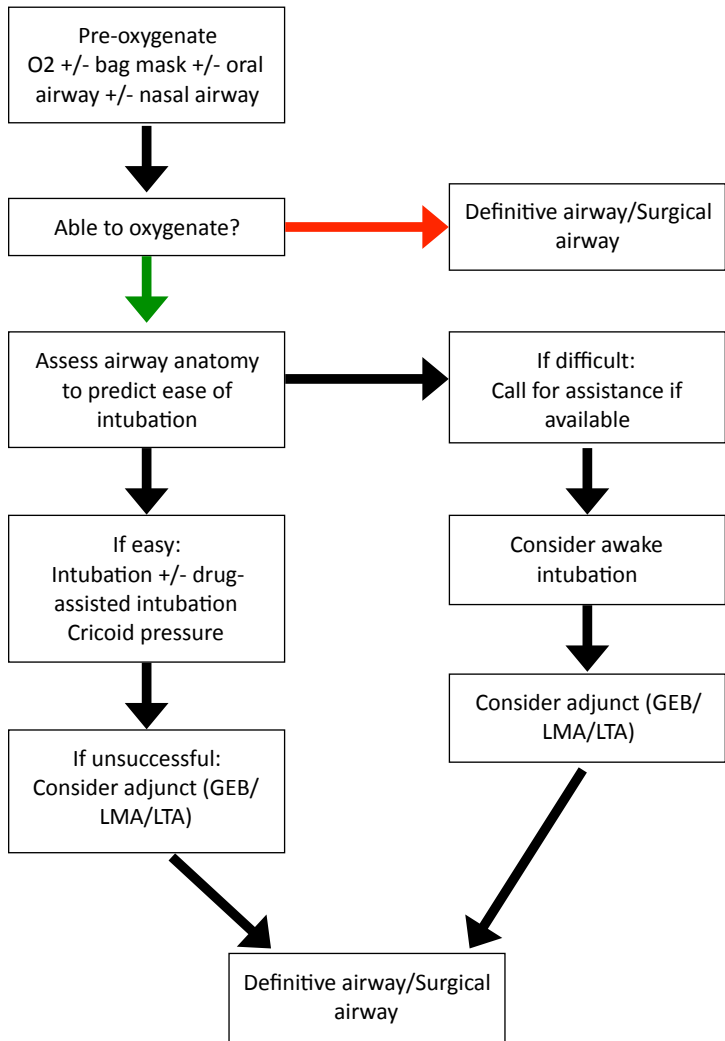 Pre-oxygenate
O2 +/- bag mask +/- oral
airway +/- nasal airway
Able to oxygenate?
Definitive airway/Surgical
airway
Assess airway anatomy
to predict ease of
intubation
If difficult:
Call for assistance if
available
If easy:
Intubation +/- drug-
assisted intubation
Cricoid pressure
Consider awake
intubation
If unsuccessful:
Consider adjunct (GEB/
LMA/LTA)
Consider adjunct (GEB/
LMA/LTA)
Definitive airway/Surgical
airway